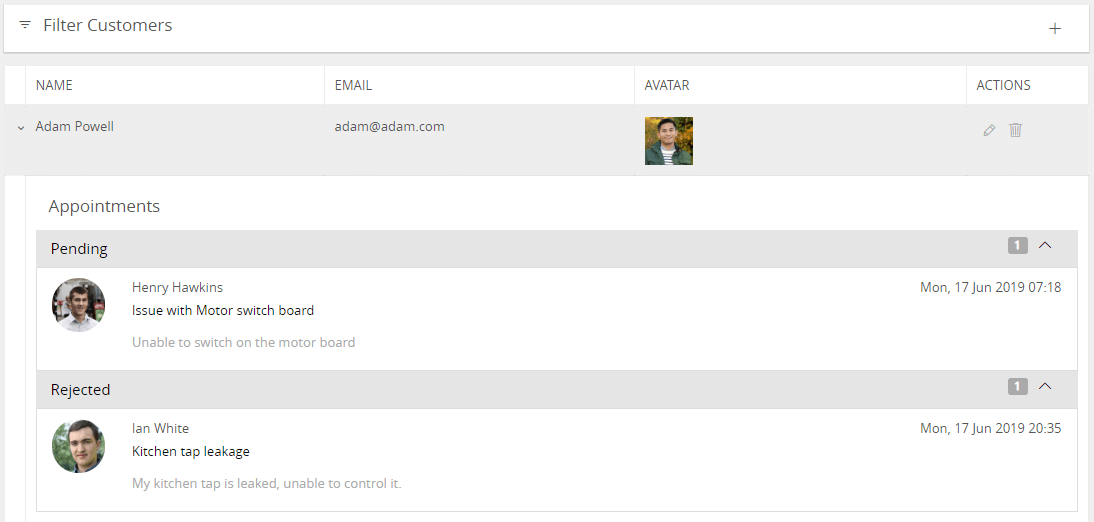 Filter Customers
NAME EMAIL AVATAR ACTIONS
Adam Powell adam@adam.com
Appointments
Pending 1
Henry Hawkins Mon, 17 Jun 2019 07:18
Issue with Motor switch board
Unable to switch on the motor board
Rejected 1
Ian White Mon, 17 Jun 2019 20:35
Kitchen tap leakage
My kitchen tap is leaked, unable to control it.